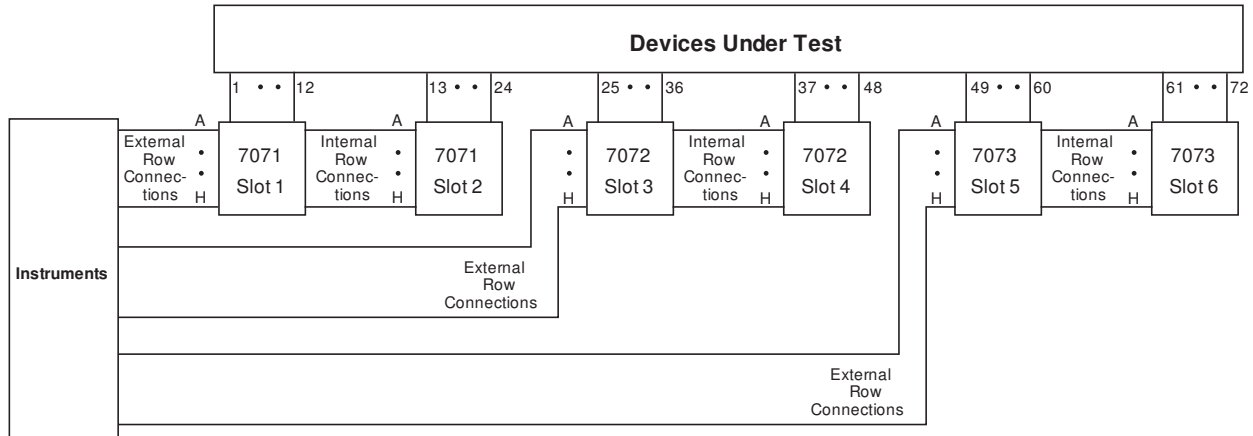 Devices Under Test
1 • • 12
13 • • 24
25 • • 36
37 • • 48
49 • • 60
61 • • 72
Instruments
External
Row
Connec-
tions
A
•
•
H
7071
Slot 1
Internal
Row
Connec-
tions
A
•
•
H
7071
Slot 2
A
•
•
H
7072
Slot 3
Internal
Row
Connec-
tions
A
•
•
H
7072
Slot 4
A
•
•
H
7073
Slot 5
Internal
Row
Connec-
tions
A
•
•
H
7073
Slot 6
External
Row
Connections
External
Row
Connections